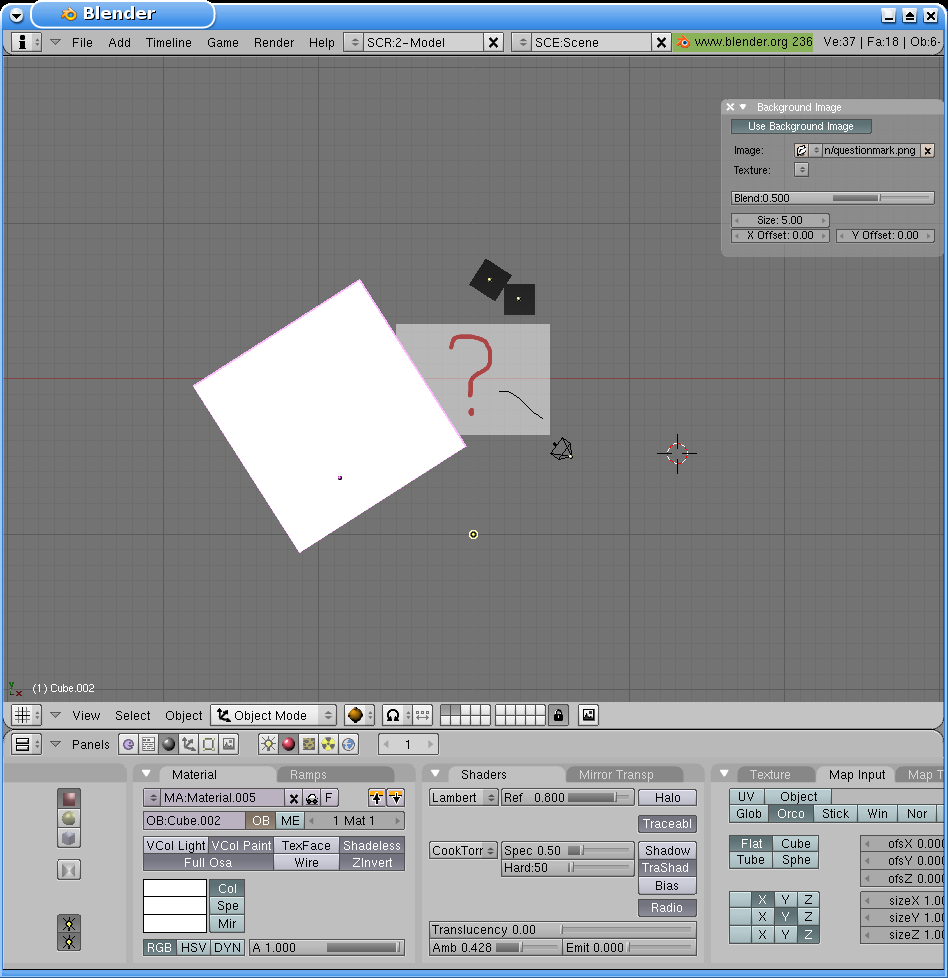 Blender
File Add Timeline Game Render Help SCR:2-Model X SCE:Scene X www.blender.org 236 Ve:37 | Fa:18 | Ob:6-
Background Image
Use Background Image
Image: n/questionmark.png
Texture:
Blend:0.500
Size: 5.00
X Offset: 0.00 Y Offset: 0.00
?
(1) Cube.002
View Select Object Object Mode
Panels 1
Material Ramps Shaders Mirror Transp Texture Map Input Map T
MA:Material.005 F Lambert Ref 0.800 Halo UV Object
OB:Cube.002 OB ME 1 Mat 1 Traceabl Glob Orco Stick Win Nor
VCol Light VCol Paint TexFace Shadeless CookTorr Spec 0.50 Shadow Flat Cube ofsX 0.000
Full Osa Wire ZInvert Hard:50 TraShad Tube Sphe ofsY 0.000
Col Bias ofsZ 0.000
Spe Radio X Y Z sizeX 1.00
Mir Translucency 0.00 X Y Z sizeY 1.00
RGB HSV DYN A 1.000 Amb 0.428 Emit 0.000 X Y Z sizeZ 1.00